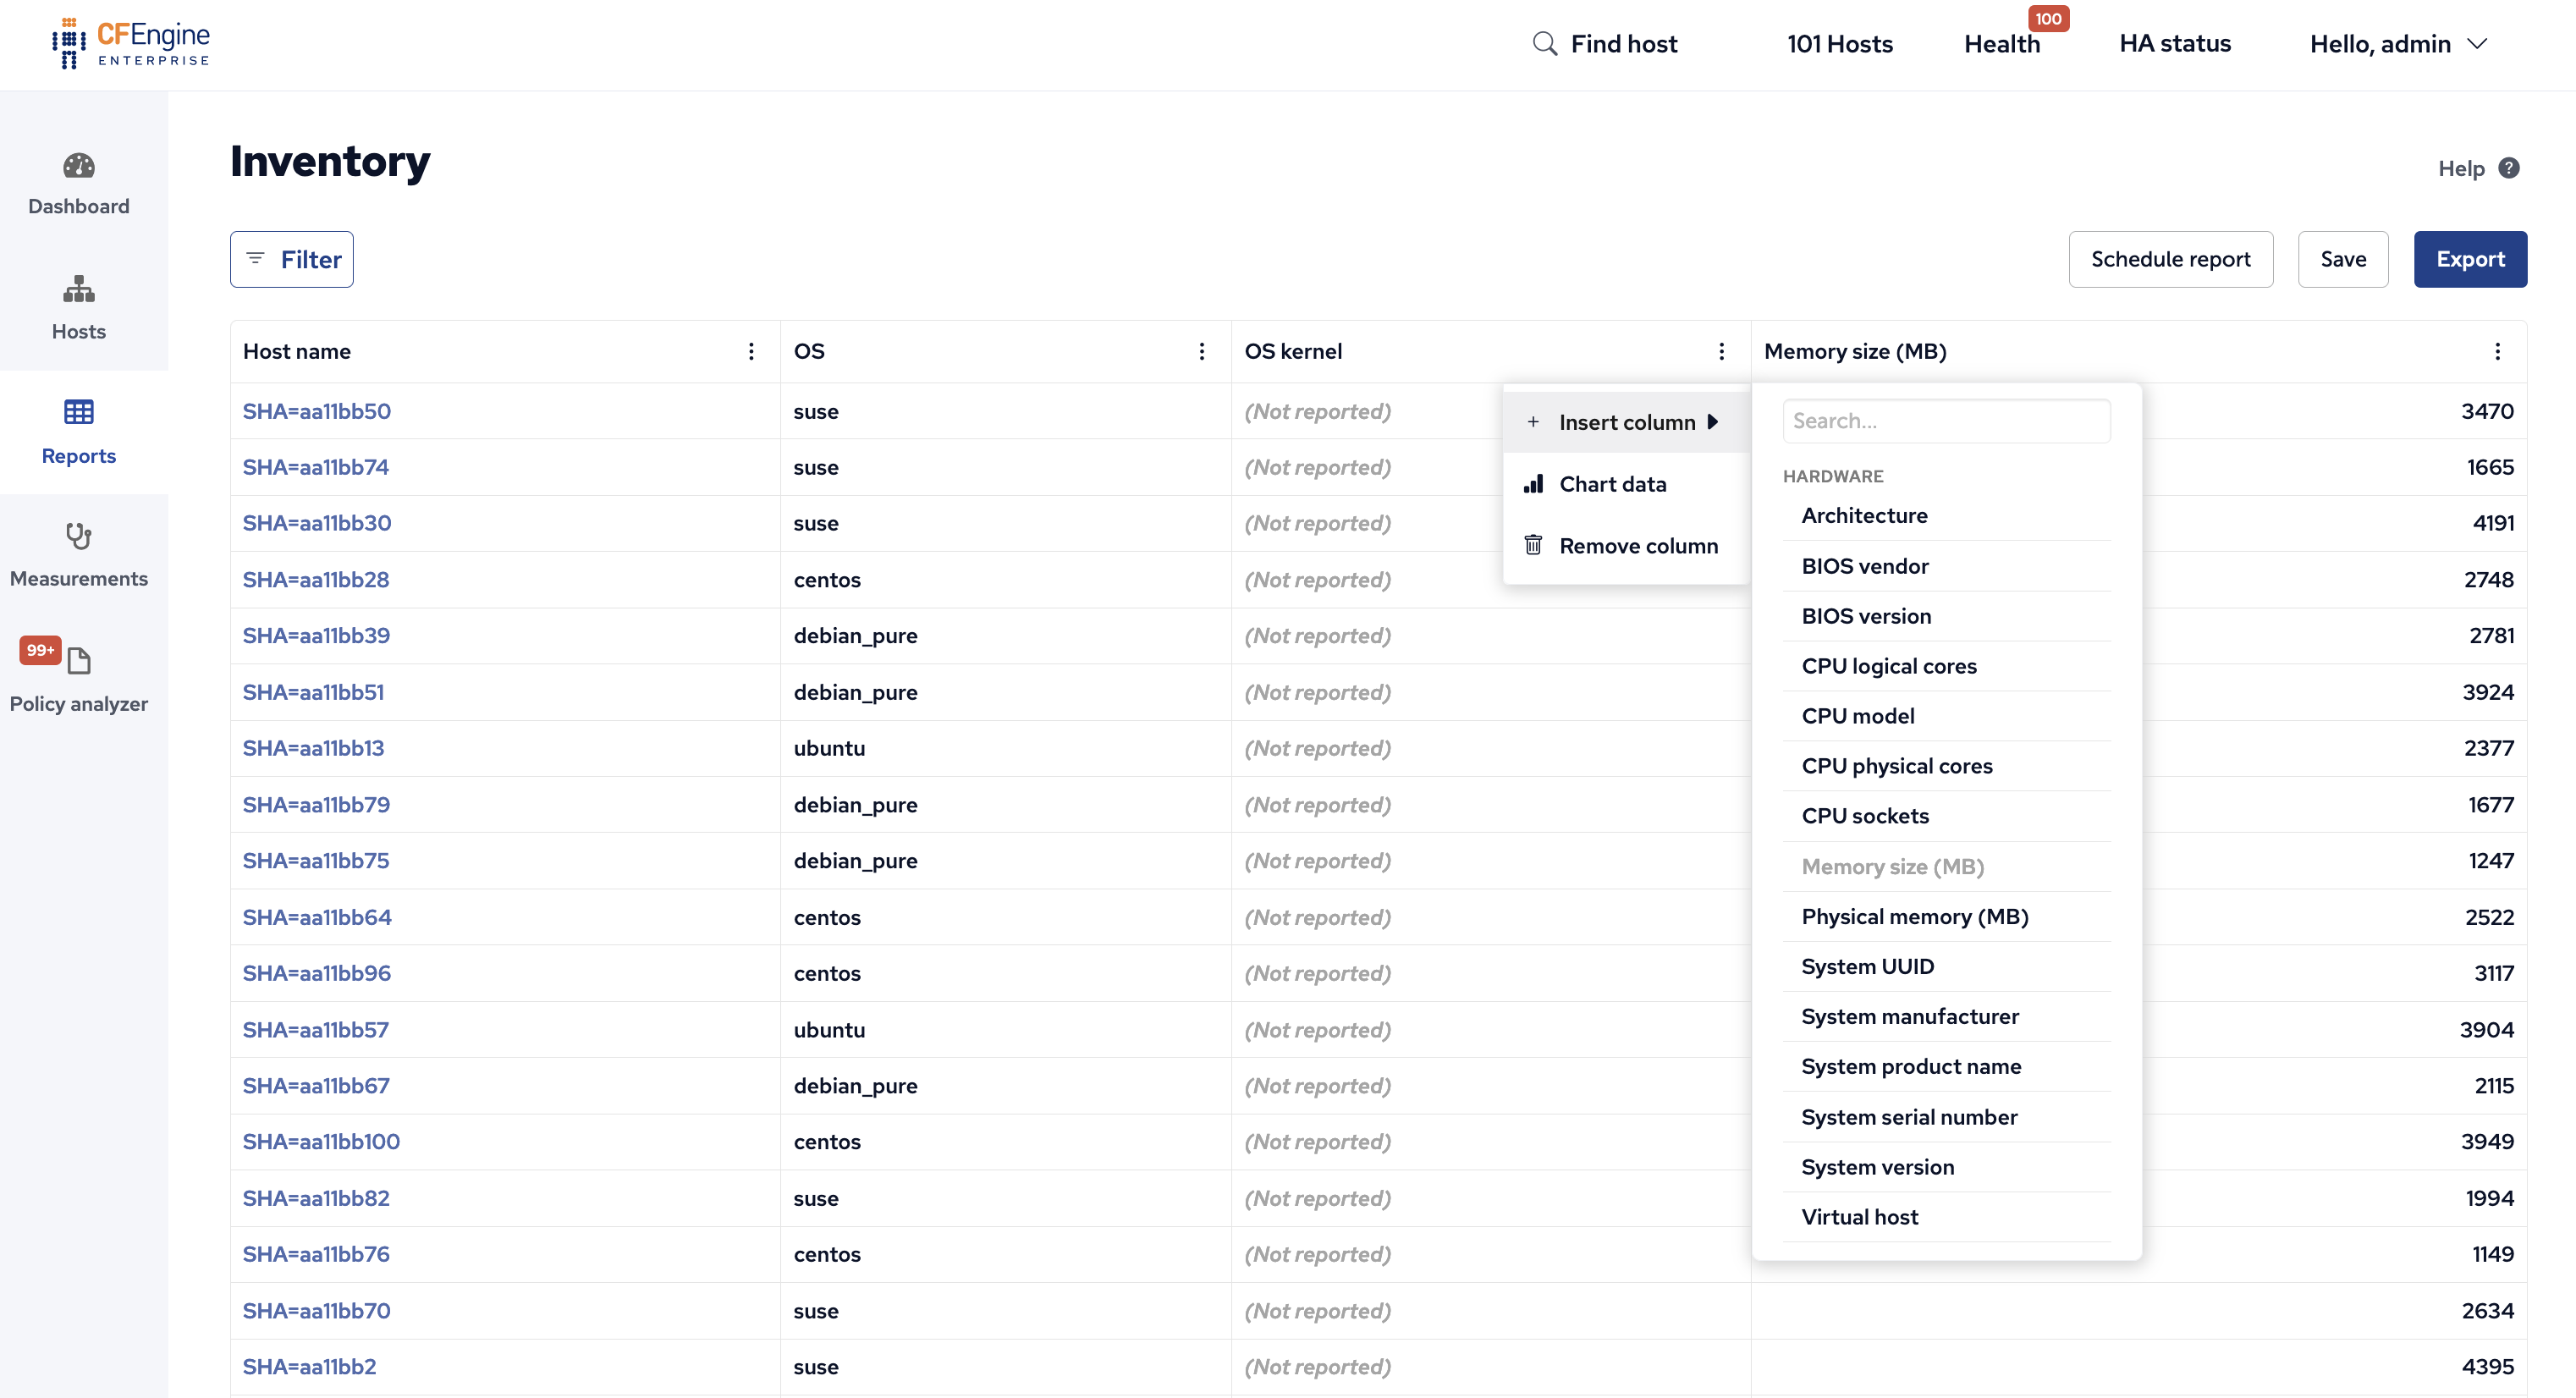 CFEngine
ENTERPRISE
Find host
101 Hosts
Health
100
HA status
Hello, admin
Dashboard
Hosts
Reports
Measurements
99+
Policy analyzer
Inventory
Help ?
Filter
Schedule report
Save
Export
Host name OS OS kernel Memory size (MB)
SHA=aa11bb50 suse (Not reported) 3470
SHA=aa11bb74 suse (Not reported) 1665
SHA=aa11bb30 suse (Not reported) 4191
SHA=aa11bb28 centos (Not reported) 2748
SHA=aa11bb39 debian_pure (Not reported) 2781
SHA=aa11bb51 debian_pure (Not reported) 3924
SHA=aa11bb13 ubuntu (Not reported) 2377
SHA=aa11bb79 debian_pure (Not reported) 1677
SHA=aa11bb75 debian_pure (Not reported) 1247
SHA=aa11bb64 centos (Not reported) 2522
SHA=aa11bb96 centos (Not reported) 3117
SHA=aa11bb57 ubuntu (Not reported) 3904
SHA=aa11bb67 debian_pure (Not reported) 2115
SHA=aa11bb100 centos (Not reported) 3949
SHA=aa11bb82 suse (Not reported) 1994
SHA=aa11bb76 centos (Not reported) 1149
SHA=aa11bb70 suse (Not reported) 2634
SHA=aa11bb2 suse (Not reported) 4395
+ Insert column
Chart data
Remove column
Search...
HARDWARE
Architecture
BIOS vendor
BIOS version
CPU logical cores
CPU model
CPU physical cores
CPU sockets
Memory size (MB)
Physical memory (MB)
System UUID
System manufacturer
System product name
System serial number
System version
Virtual host